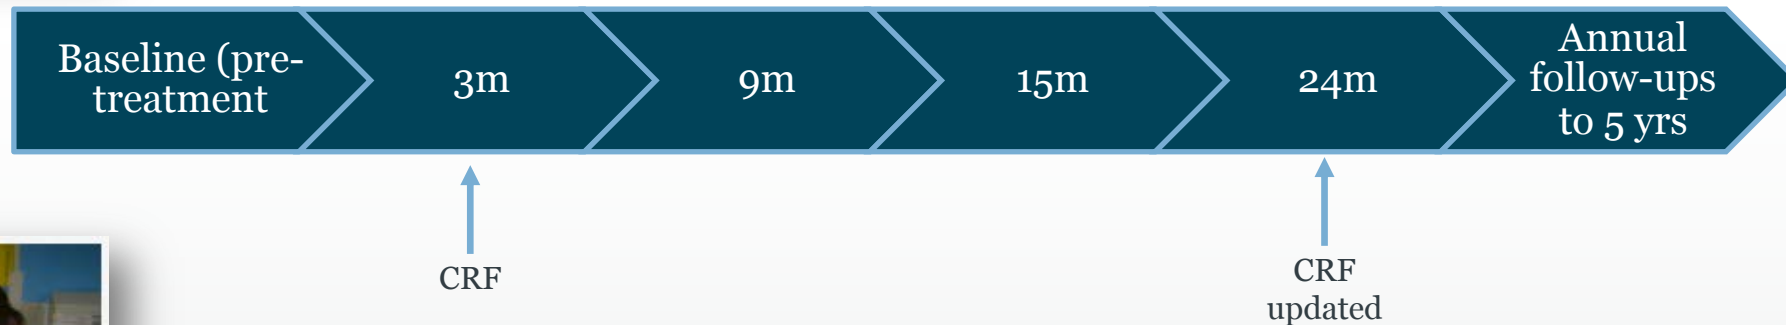 Baseline (pre-
treatment
3m
9m
15m
24m
Annual
follow-ups
to 5 yrs
CRF
CRF
updated